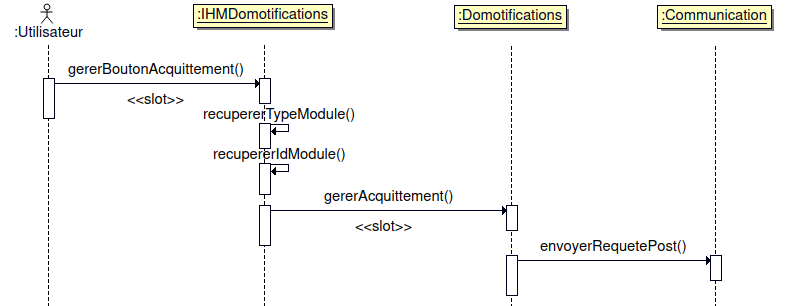 :Utilisateur
:IHMDomotifications
:Domotifications
:Communication
gererBoutonAcquittement()
<<slot>>
recupererTypeModule()
recupererIdModule()
gererAcquittement()
<<slot>>
envoyerRequetePost()